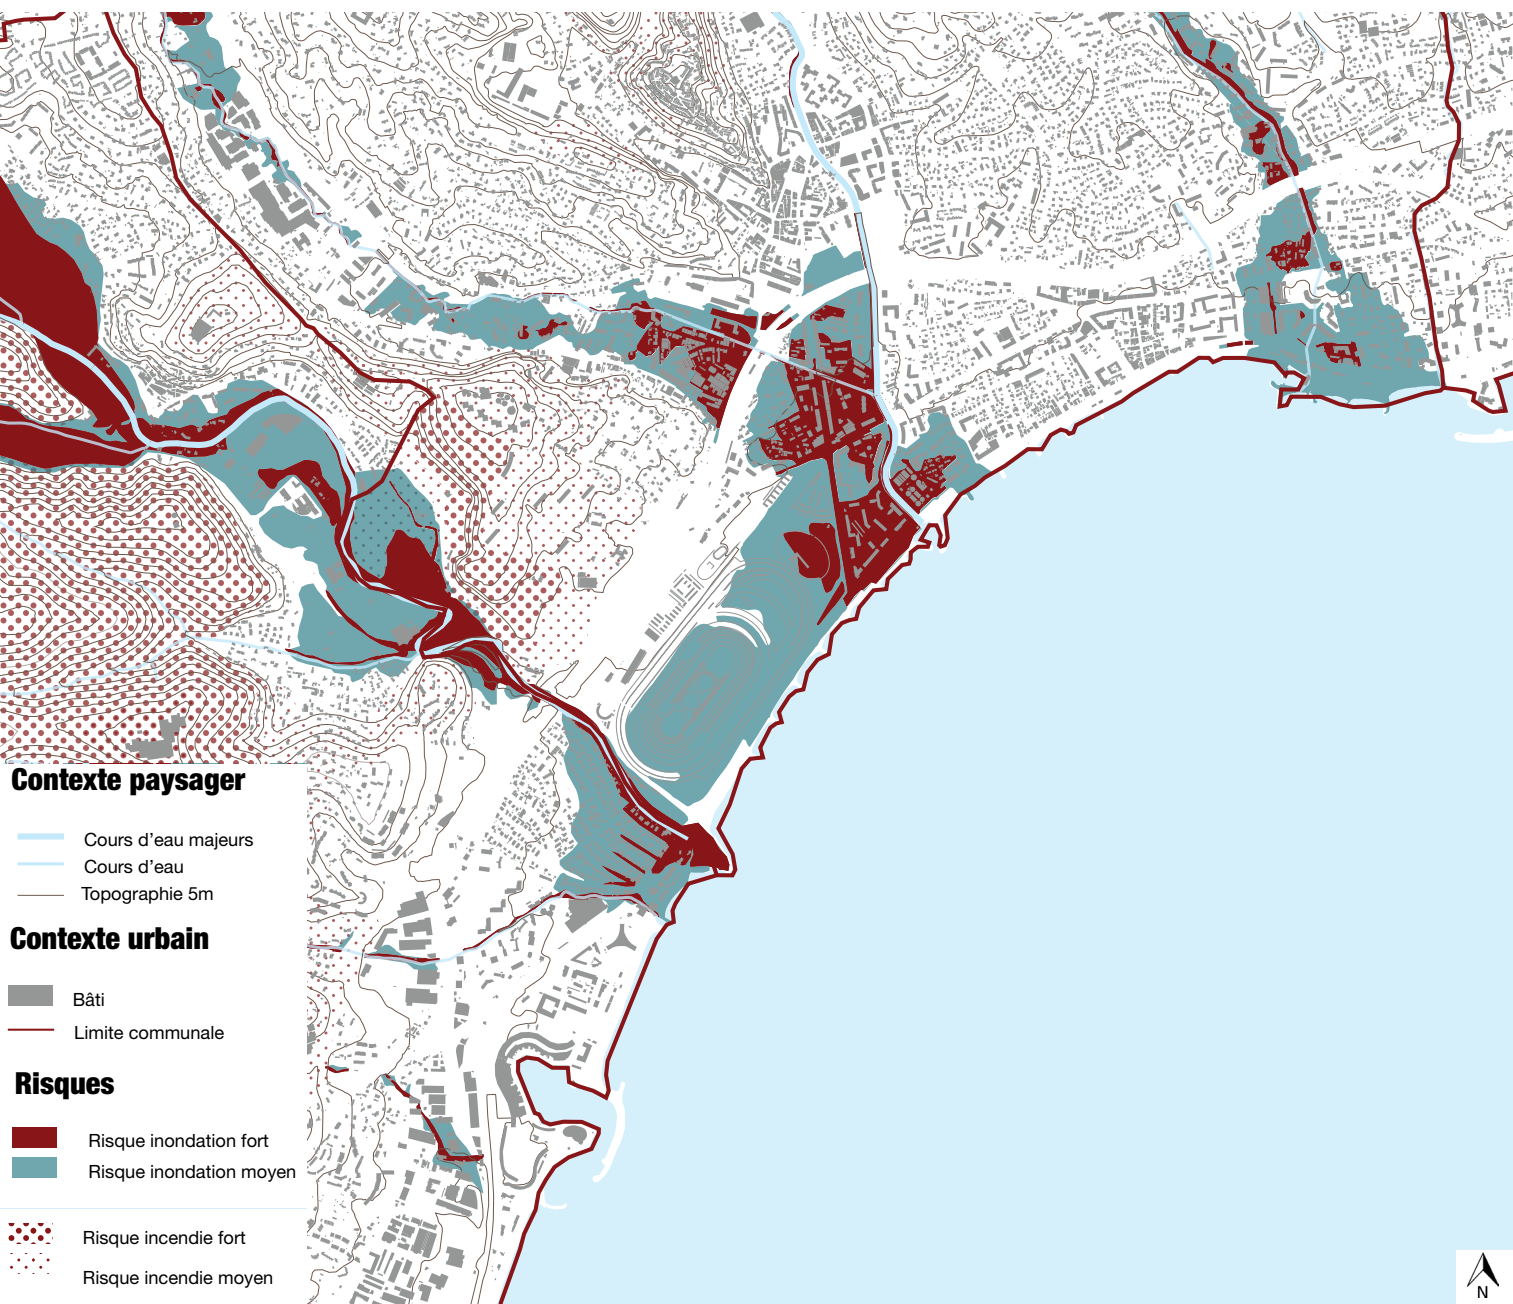 Contexte paysager
Cours d’eau majeurs
Cours d’eau
Topographie 5m
Contexte urbain
Bâti
Limite communale
Risques
Risque inondation fort
Risque inondation moyen
Risque incendie fort
Risque incendie moyen
N